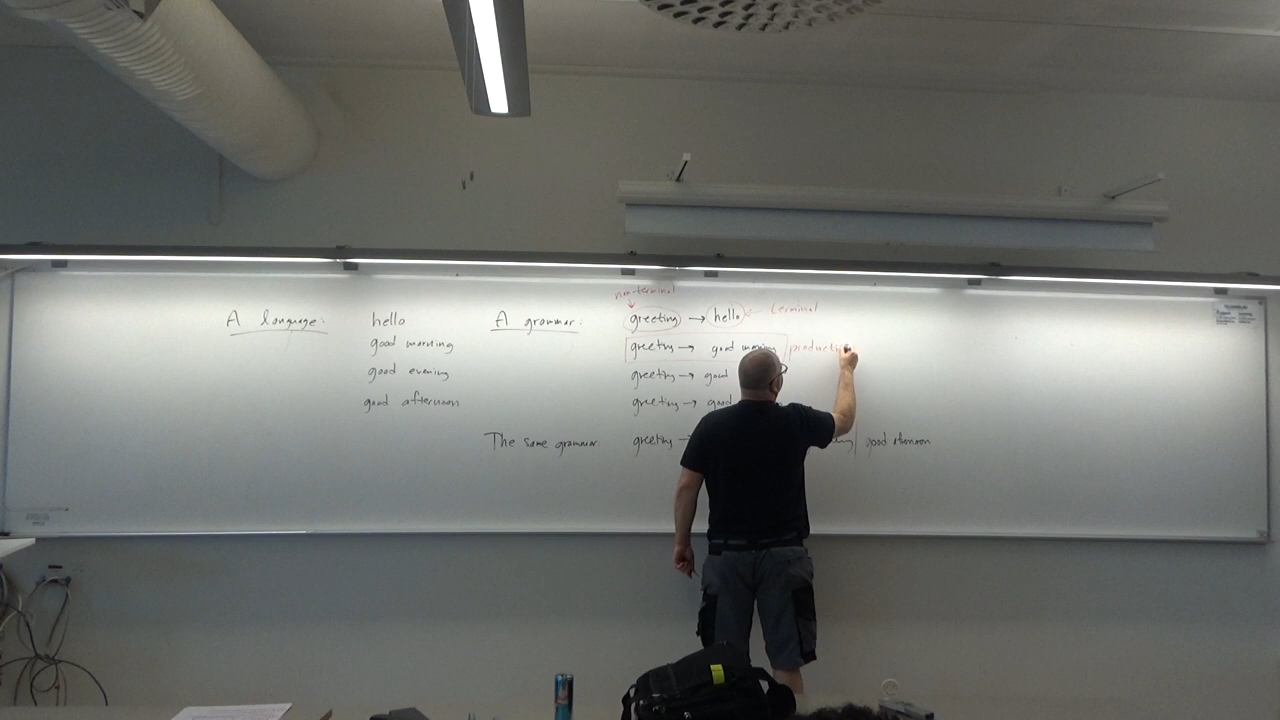 non-terminal
A language: hello A grammar: greeting → hello ← terminal
good morning greeting → good morning producti
good evening greeting → good
good afternoon greeting → good
The same grammar: greeting → | good afternoon